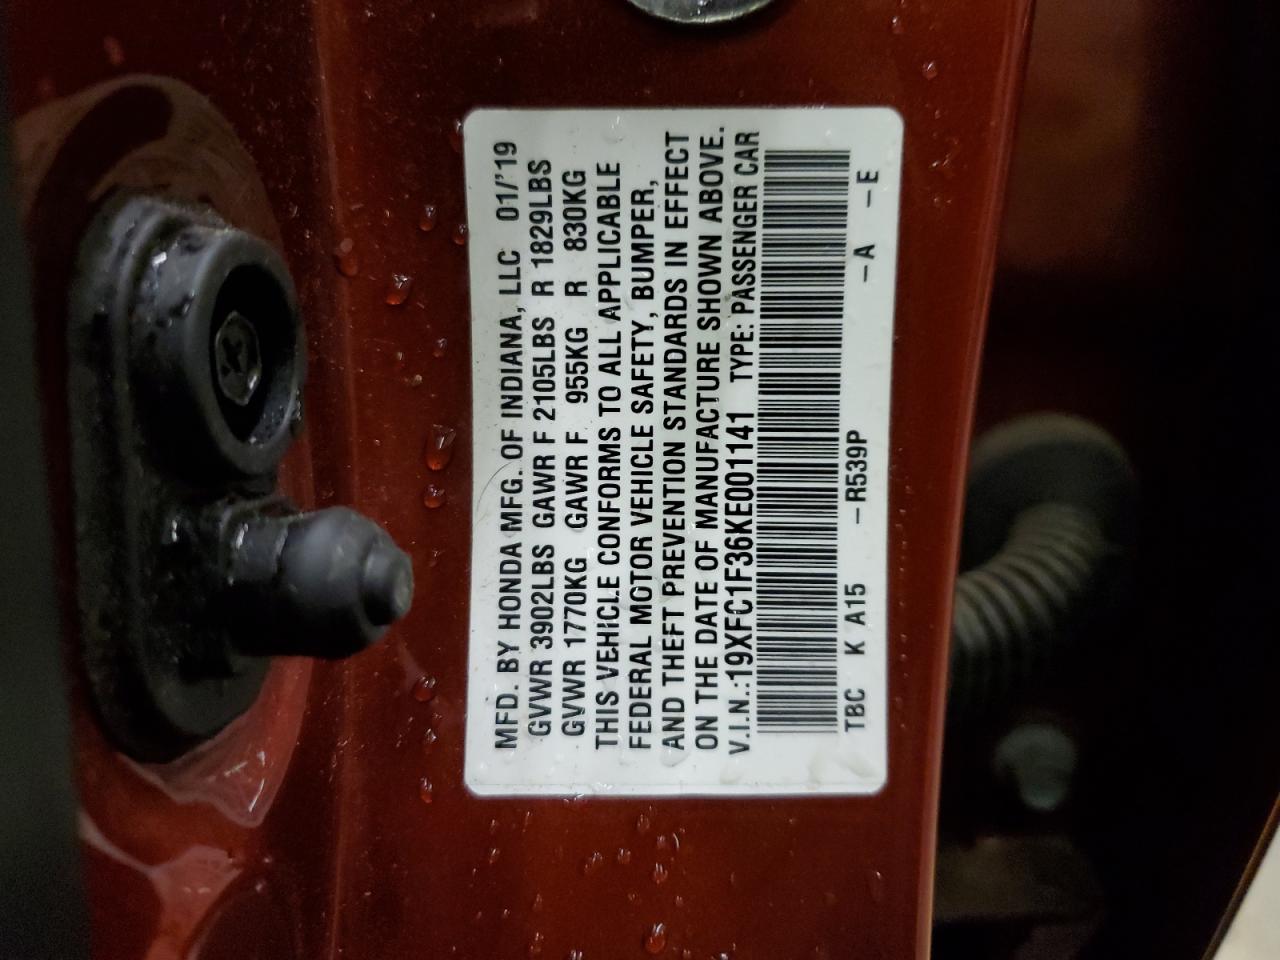 MFD. BY HONDA MFG. OF INDIANA, LLC 01/'19
GVWR 3902LBS GAWR F 2105LBS R 1829LBS
GVWR 1770KG GAWR F 955KG R 830KG
THIS VEHICLE CONFORMS TO ALL APPLICABLE
FEDERAL MOTOR VEHICLE SAFETY, BUMPER,
AND THEFT PREVENTION STANDARDS IN EFFECT
ON THE DATE OF MANUFACTURE SHOWN ABOVE.
V.I.N.:19XFC1F36KE001141 TYPE: PASSENGER CAR
TBC K A15 -R539P -A -E